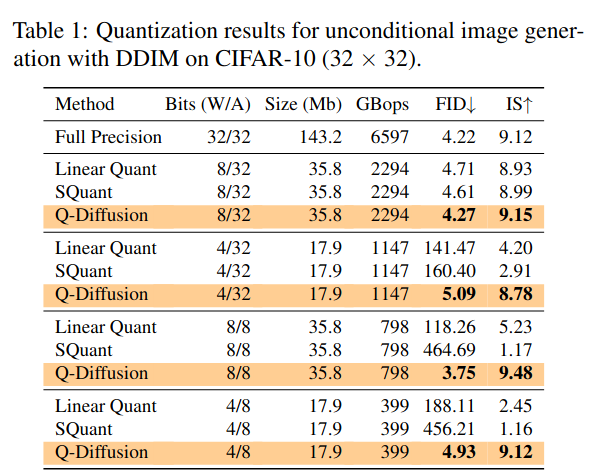 Table 1: Quantization results for unconditional image gener-
ation with DDIM on CIFAR-10 (32 × 32).
Method Bits (W/A) Size (Mb) GBops FID↓ IS↑
Full Precision 32/32 143.2 6597 4.22 9.12
Linear Quant 8/32 35.8 2294 4.71 8.93
SQuant 8/32 35.8 2294 4.61 8.99
Q-Diffusion 8/32 35.8 2294 4.27 9.15
Linear Quant 4/32 17.9 1147 141.47 4.20
SQuant 4/32 17.9 1147 160.40 2.91
Q-Diffusion 4/32 17.9 1147 5.09 8.78
Linear Quant 8/8 35.8 798 118.26 5.23
SQuant 8/8 35.8 798 464.69 1.17
Q-Diffusion 8/8 35.8 798 3.75 9.48
Linear Quant 4/8 17.9 399 188.11 2.45
SQuant 4/8 17.9 399 456.21 1.16
Q-Diffusion 4/8 17.9 399 4.93 9.12